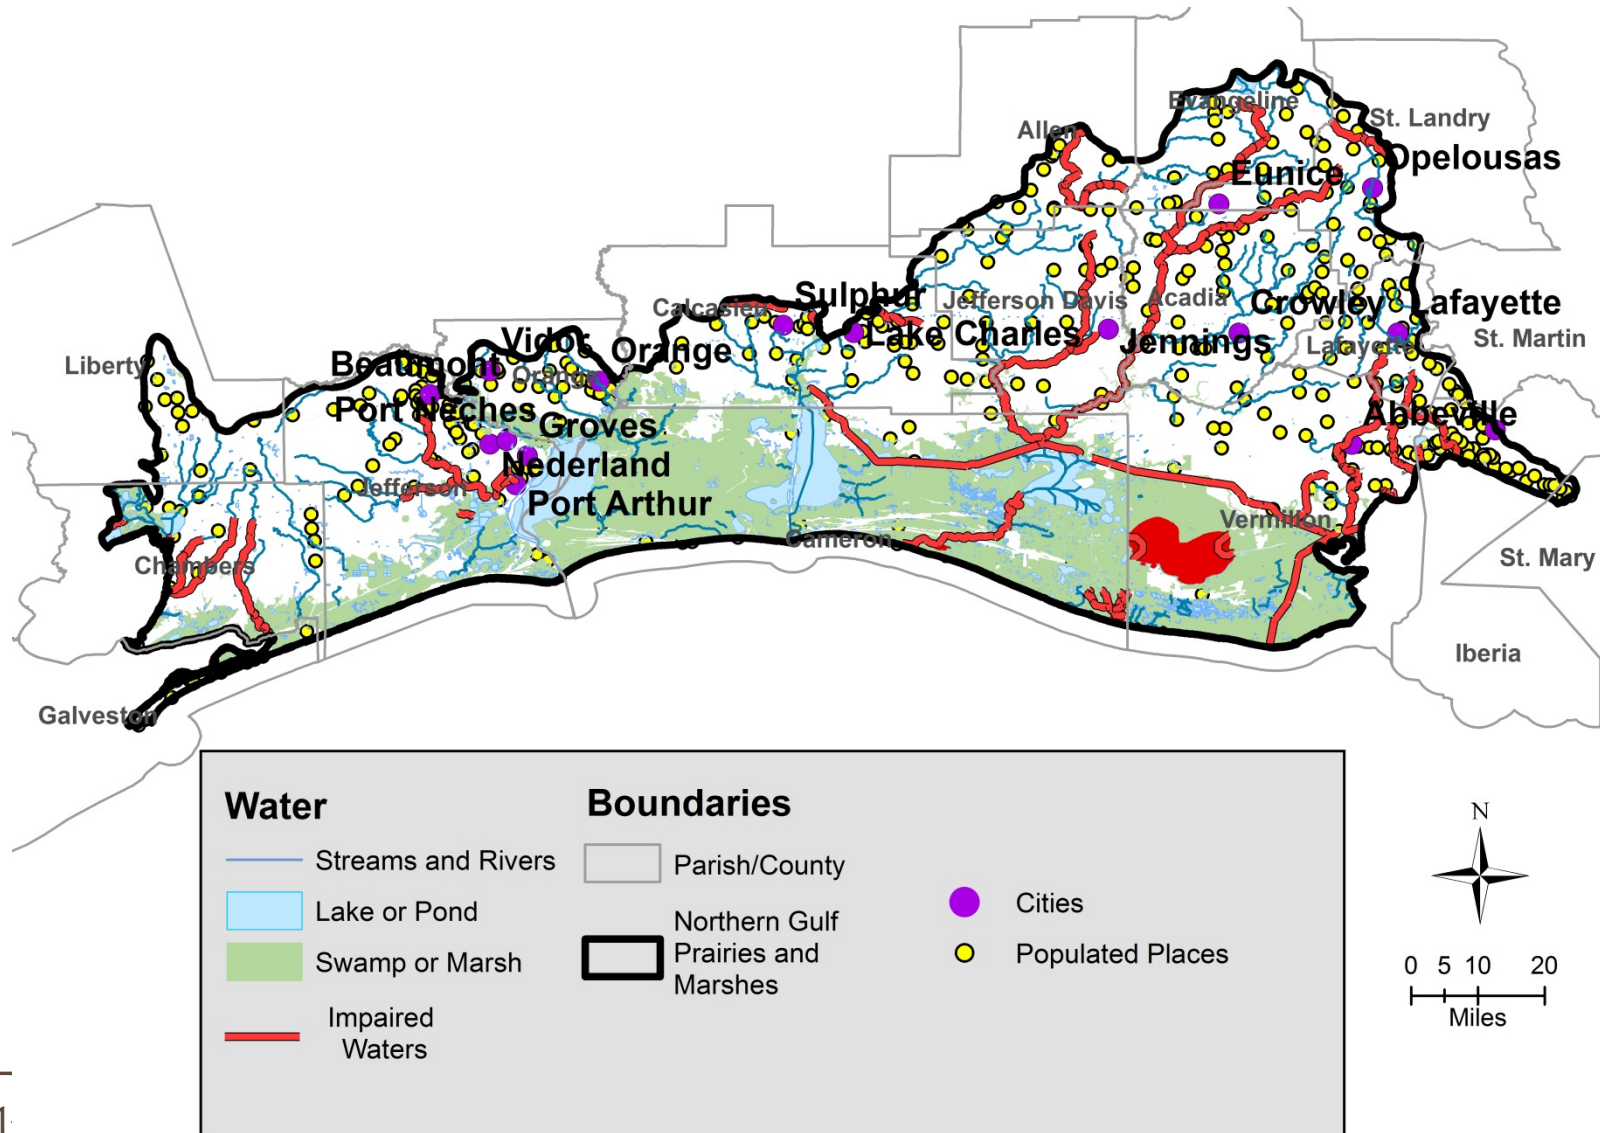 Evangeline
Allen
St. Landry
Opelousas
Eunice
Sulphur
Calcasieu
Jefferson Davis
Acadia
Crowley
Lafayette
Vidor
Orange
Lake Charles
Jennings
Lafayette
St. Martin
Liberty
Beaumont
Orange
Port Neches
Groves
Abbeville
Nederland
Jefferson
Port Arthur
Vermilion
Cameron
Chambers
St. Mary
Iberia
Galveston
Water
Streams and Rivers
Lake or Pond
Swamp or Marsh
Impaired
Waters
Boundaries
Parish/County
Northern Gulf
Prairies and
Marshes
Cities
Populated Places
N
0 5 10 20
Miles
1